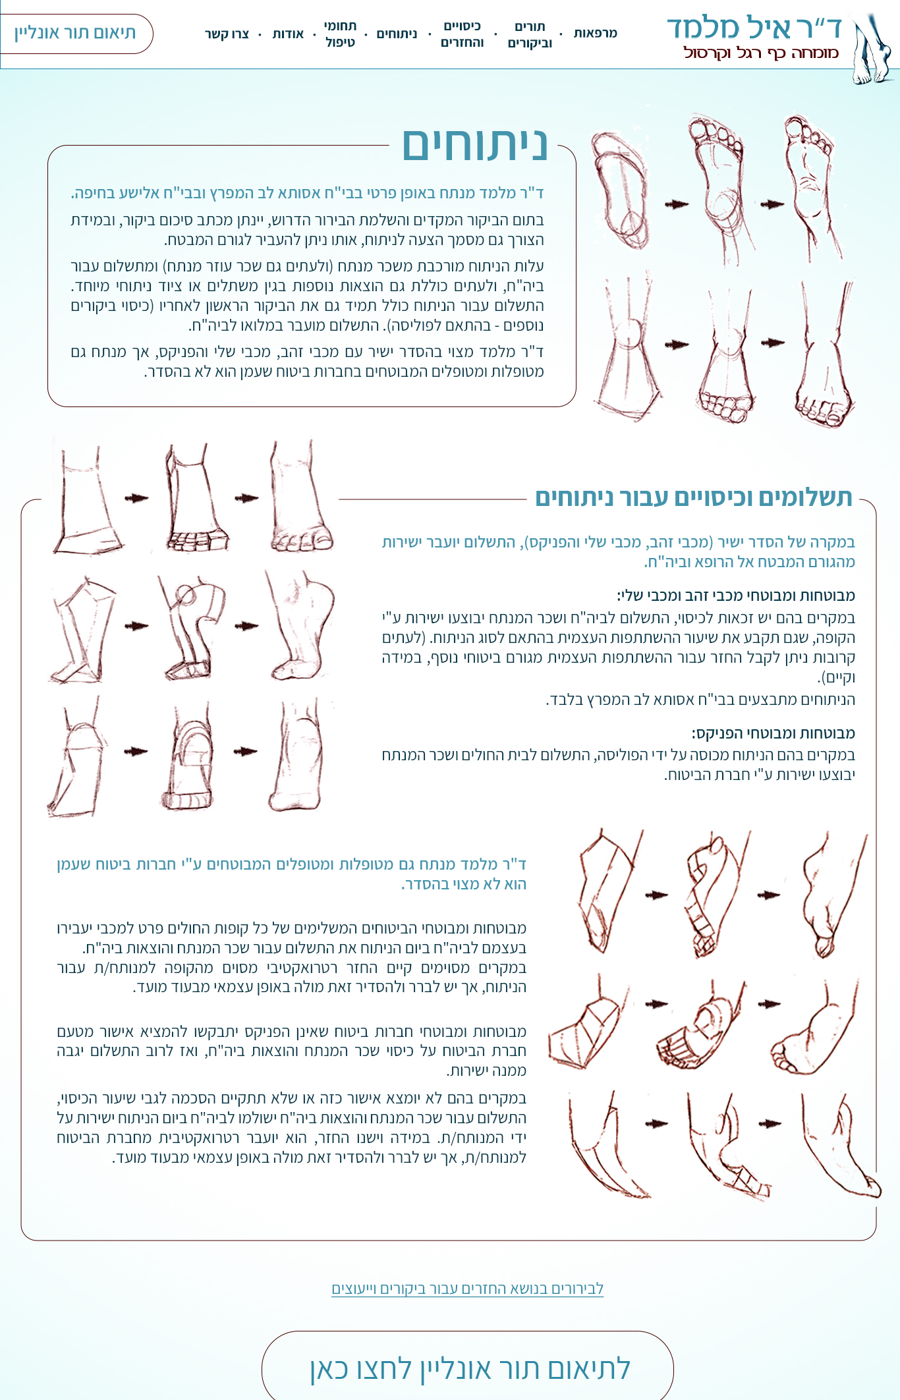 ד״ר איל מלמד
מומחה כף רגל וקרסול
מרפאות · תורים וביקורים · כיסויים והחזרים · ניתוחים · תחומי טיפול · אודות · צרו קשר
תיאום תור אונליין
ניתוחים
ד"ר מלמד מנתח באופן פרטי בבי"ח אסותא לב המפרץ ובבי"ח אלישע בחיפה.
בתום הביקור המקדים והשלמת הבירור הדרוש, יינתן מכתב סיכום ביקור, ובמידת
הצורך גם מסמך הצעה לניתוח, אותו ניתן להעביר לגורם המבטח.
עלות הניתוח מורכבת משכר מנתח (ולעתים גם שכר עוזר מנתח) ומתשלום עבור
ביה"ח, ולעתים כוללת גם הוצאות נוספות בגין משתלים או ציוד ניתוחי מיוחד.
התשלום עבור הניתוח כולל תמיד גם את הביקור הראשון לאחריו (כיסוי ביקורים
נוספים - בהתאם לפוליסה). התשלום מועבר במלואו לביה"ח.
ד"ר מלמד מצוי בהסדר ישיר עם מכבי זהב, מכבי שלי והפניקס, אך מנתח גם
מטופלות ומטופלים המבוטחים בחברות ביטוח שעמן הוא לא בהסדר.
תשלומים וכיסויים עבור ניתוחים
במקרה של הסדר ישיר (מכבי זהב, מכבי שלי והפניקס), התשלום יועבר ישירות
מהגורם המבטח אל הרופא וביה"ח.
מבוטחות ומבוטחי מכבי זהב ומכבי שלי:
במקרים בהם יש זכאות לכיסוי, התשלום לביה"ח ושכר המנתח יבוצעו ישירות ע"י
הקופה, שגם תקבע את שיעור ההשתתפות העצמית בהתאם לסוג הניתוח. (לעתים
קרובות ניתן לקבל החזר עבור ההשתתפות העצמית מגורם ביטוחי נוסף, במידה
וקיים).
הניתוחים מתבצעים בבי"ח אסותא לב המפרץ בלבד.
מבוטחות ומבוטחי הפניקס:
במקרים בהם הניתוח מכוסה על ידי הפוליסה, התשלום לבית החולים ושכר המנתח
יבוצעו ישירות ע"י חברת הביטוח.
ד"ר מלמד מנתח גם מטופלות ומטופלים המבוטחים ע"י חברות ביטוח שעמן
הוא לא מצוי בהסדר.
מבוטחות ומבוטחי הביטוחים המשלימים של כל קופות החולים פרט למכבי יעבירו
בעצמם לביה"ח ביום הניתוח את התשלום עבור שכר המנתח והוצאות ביה"ח.
במקרים מסוימים קיים החזר רטרואקטיבי מסוים מהקופה למנותח/ת עבור
הניתוח, אך יש לברר ולהסדיר זאת מולה באופן עצמאי מבעוד מועד.
מבוטחות ומבוטחי חברות ביטוח שאינן הפניקס יתבקשו להמציא אישור מטעם
חברת הביטוח על כיסוי שכר המנתח והוצאות ביה"ח, ואז לרוב התשלום יגבה
ממנה ישירות.
במקרים בהם לא יומצא אישור כזה או שלא תתקיים הסכמה לגבי שיעור הכיסוי,
התשלום עבור שכר המנתח והוצאות ביה"ח ישולמו לביה"ח ביום הניתוח ישירות על
ידי המנותח/ת. במידה וישנו החזר, הוא יועבר רטרואקטיבית מחברת הביטוח
למנותח/ת, אך יש לברר ולהסדיר זאת מולה באופן עצמאי מבעוד מועד.
לבירורים בנושא החזרים עבור ביקורים וייעוצים
לתיאום תור אונליין לחצו כאן